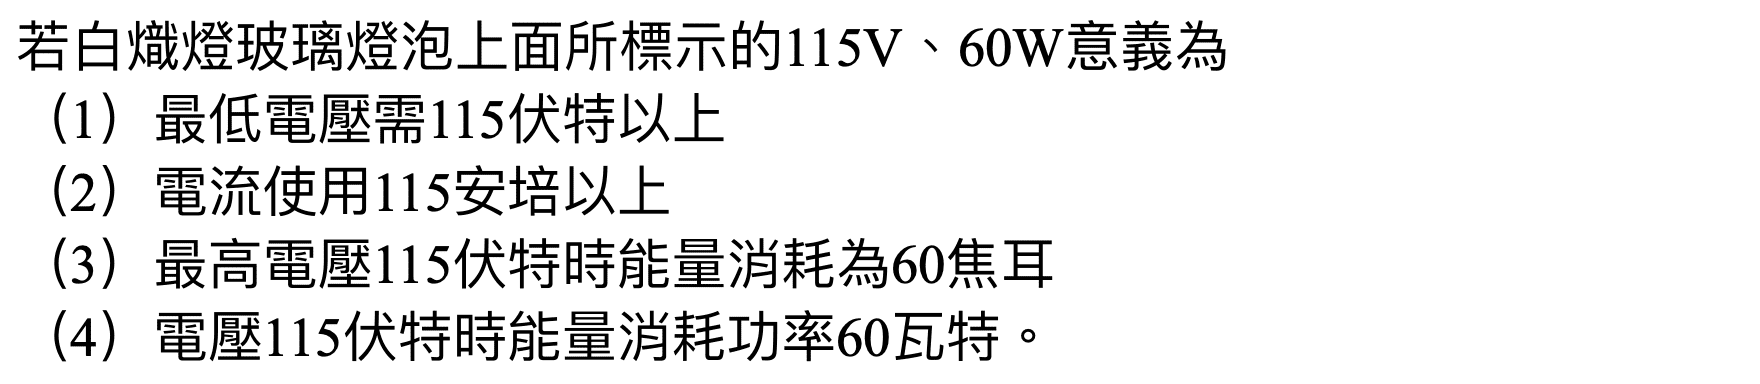 若白熾燈玻璃燈泡上面所標示的115V、60W意義為
（1）最低電壓需115伏特以上
（2）電流使用115安培以上
（3）最高電壓115伏特時能量消耗為60焦耳
（4）電壓115伏特時能量消耗功率60瓦特。